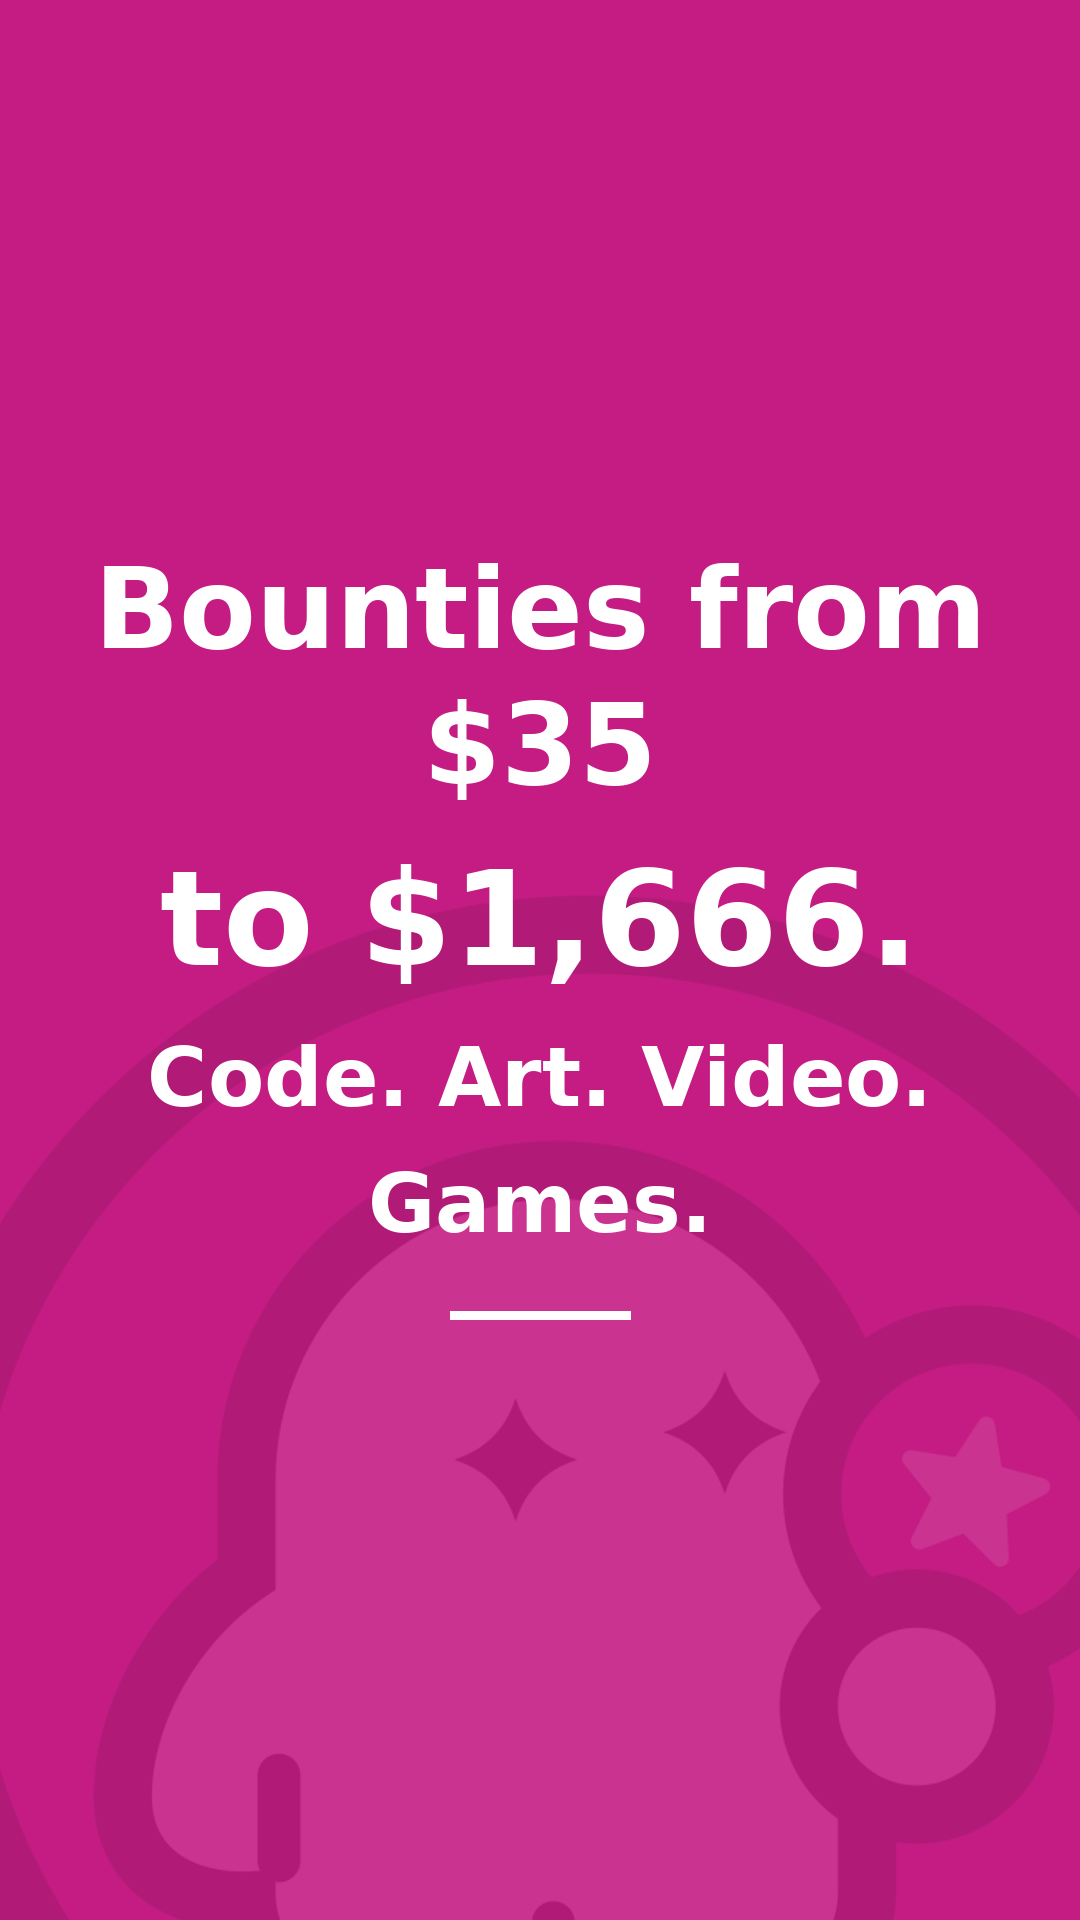 Bounties from
$35
to $1,666.
Code. Art. Video.
Games.